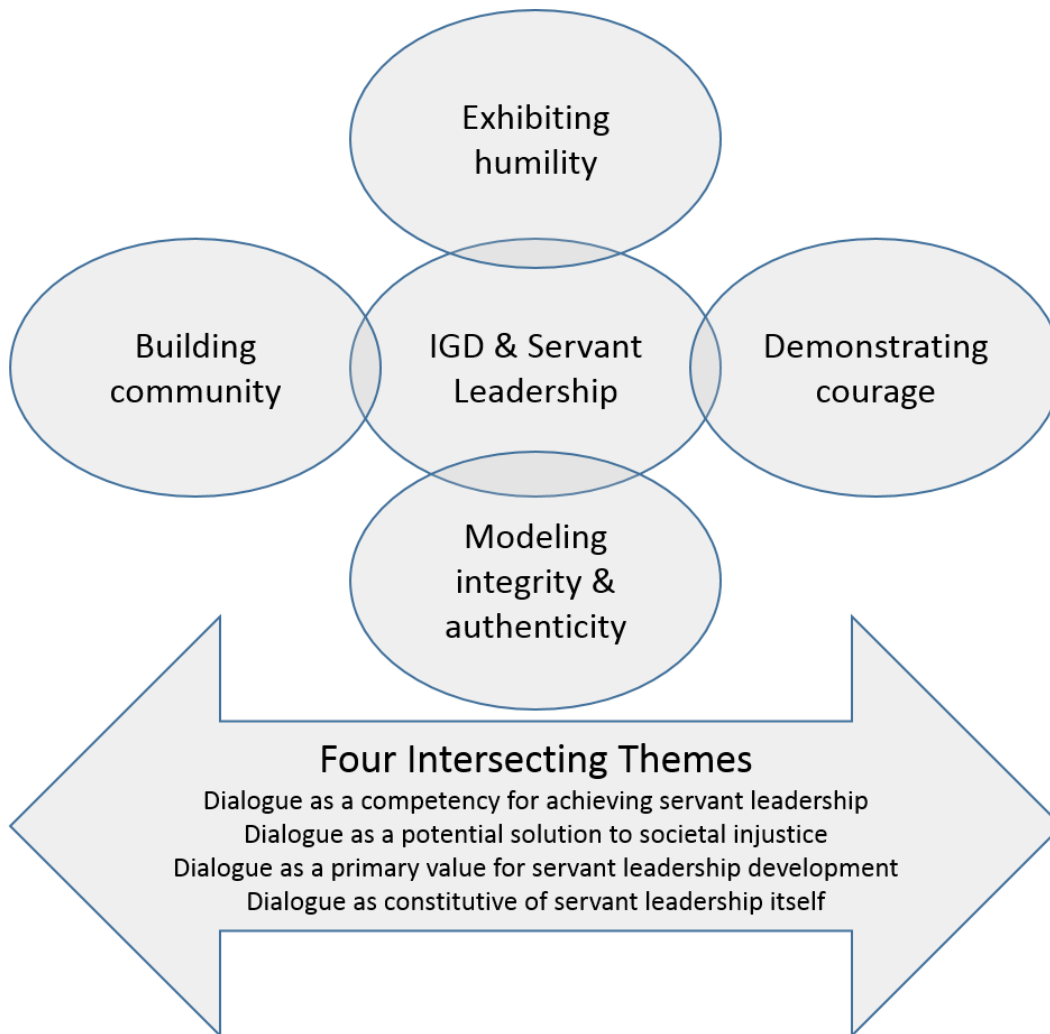 Exhibiting
humility
Building
community
IGD & Servant
Leadership
Demonstrating
courage
Modeling
integrity &
authenticity
Four Intersecting Themes
Dialogue as a competency for achieving servant leadership
Dialogue as a potential solution to societal injustice
Dialogue as a primary value for servant leadership development
Dialogue as constitutive of servant leadership itself